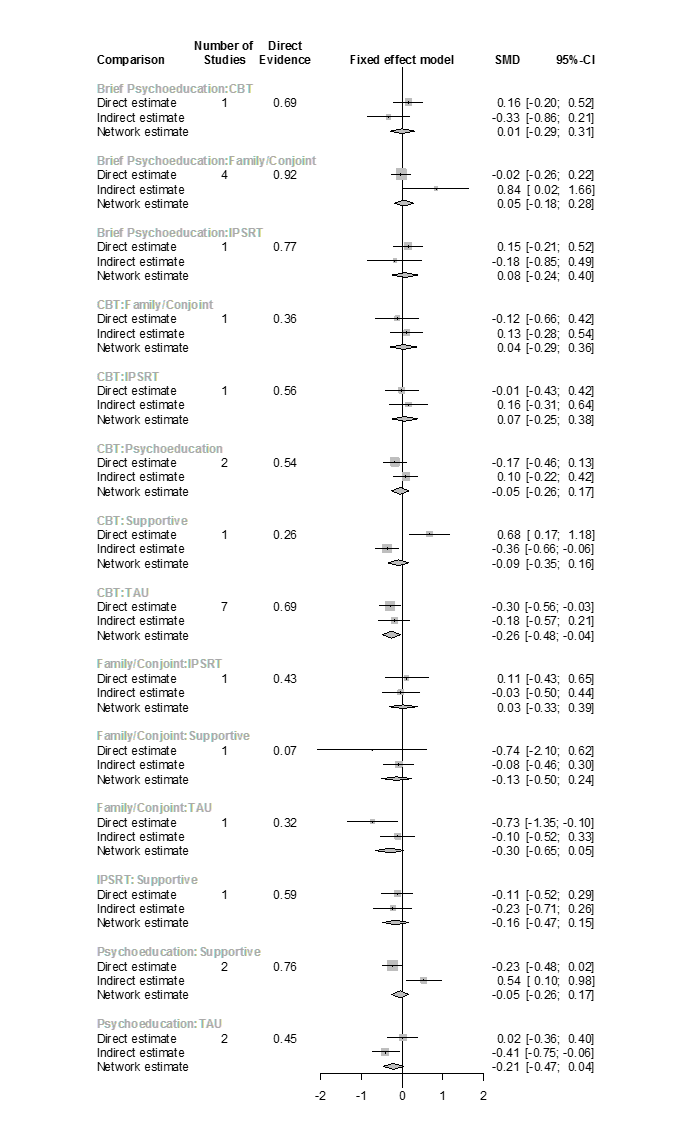 Number of Direct
Comparison Studies Evidence Fixed effect model SMD 95%-CI
Brief Psychoeducation:CBT
Direct estimate 1 0.69 0.16 [-0.20; 0.52]
Indirect estimate -0.33 [-0.86; 0.21]
Network estimate 0.01 [-0.29; 0.31]
Brief Psychoeducation:Family/Conjoint
Direct estimate 4 0.92 -0.02 [-0.26; 0.22]
Indirect estimate 0.84 [ 0.02; 1.66]
Network estimate 0.05 [-0.18; 0.28]
Brief Psychoeducation:IPSRT
Direct estimate 1 0.77 0.15 [-0.21; 0.52]
Indirect estimate -0.18 [-0.85; 0.49]
Network estimate 0.08 [-0.24; 0.40]
CBT:Family/Conjoint
Direct estimate 1 0.36 -0.12 [-0.66; 0.42]
Indirect estimate 0.13 [-0.28; 0.54]
Network estimate 0.04 [-0.29; 0.36]
CBT:IPSRT
Direct estimate 1 0.56 -0.01 [-0.43; 0.42]
Indirect estimate 0.16 [-0.31; 0.64]
Network estimate 0.07 [-0.25; 0.38]
CBT:Psychoeducation
Direct estimate 2 0.54 -0.17 [-0.46; 0.13]
Indirect estimate 0.10 [-0.22; 0.42]
Network estimate -0.05 [-0.26; 0.17]
CBT: Supportive
Direct estimate 1 0.26 0.68 [ 0.17; 1.18]
Indirect estimate -0.36 [-0.66; -0.06]
Network estimate -0.09 [-0.35; 0.16]
CBT:TAU
Direct estimate 7 0.69 -0.30 [-0.56; -0.03]
Indirect estimate -0.18 [-0.57; 0.21]
Network estimate -0.26 [-0.48; -0.04]
Family/Conjoint:IPSRT
Direct estimate 1 0.43 0.11 [-0.43; 0.65]
Indirect estimate -0.03 [-0.50; 0.44]
Network estimate 0.03 [-0.33; 0.39]
Family/Conjoint: Supportive
Direct estimate 1 0.07 -0.74 [-2.10; 0.62]
Indirect estimate -0.08 [-0.46; 0.30]
Network estimate -0.13 [-0.50; 0.24]
Family/Conjoint:TAU
Direct estimate 1 0.32 -0.73 [-1.35; -0.10]
Indirect estimate -0.10 [-0.52; 0.33]
Network estimate -0.30 [-0.65; 0.05]
IPSRT: Supportive
Direct estimate 1 0.59 -0.11 [-0.52; 0.29]
Indirect estimate -0.23 [-0.71; 0.26]
Network estimate -0.16 [-0.47; 0.15]
Psychoeducation: Supportive
Direct estimate 2 0.76 -0.23 [-0.48; 0.02]
Indirect estimate 0.54 [ 0.10; 0.98]
Network estimate -0.05 [-0.26; 0.17]
Psychoeducation:TAU
Direct estimate 2 0.45 0.02 [-0.36; 0.40]
Indirect estimate -0.41 [-0.75; -0.06]
Network estimate -0.21 [-0.47; 0.04]
-2 -1 0 1 2